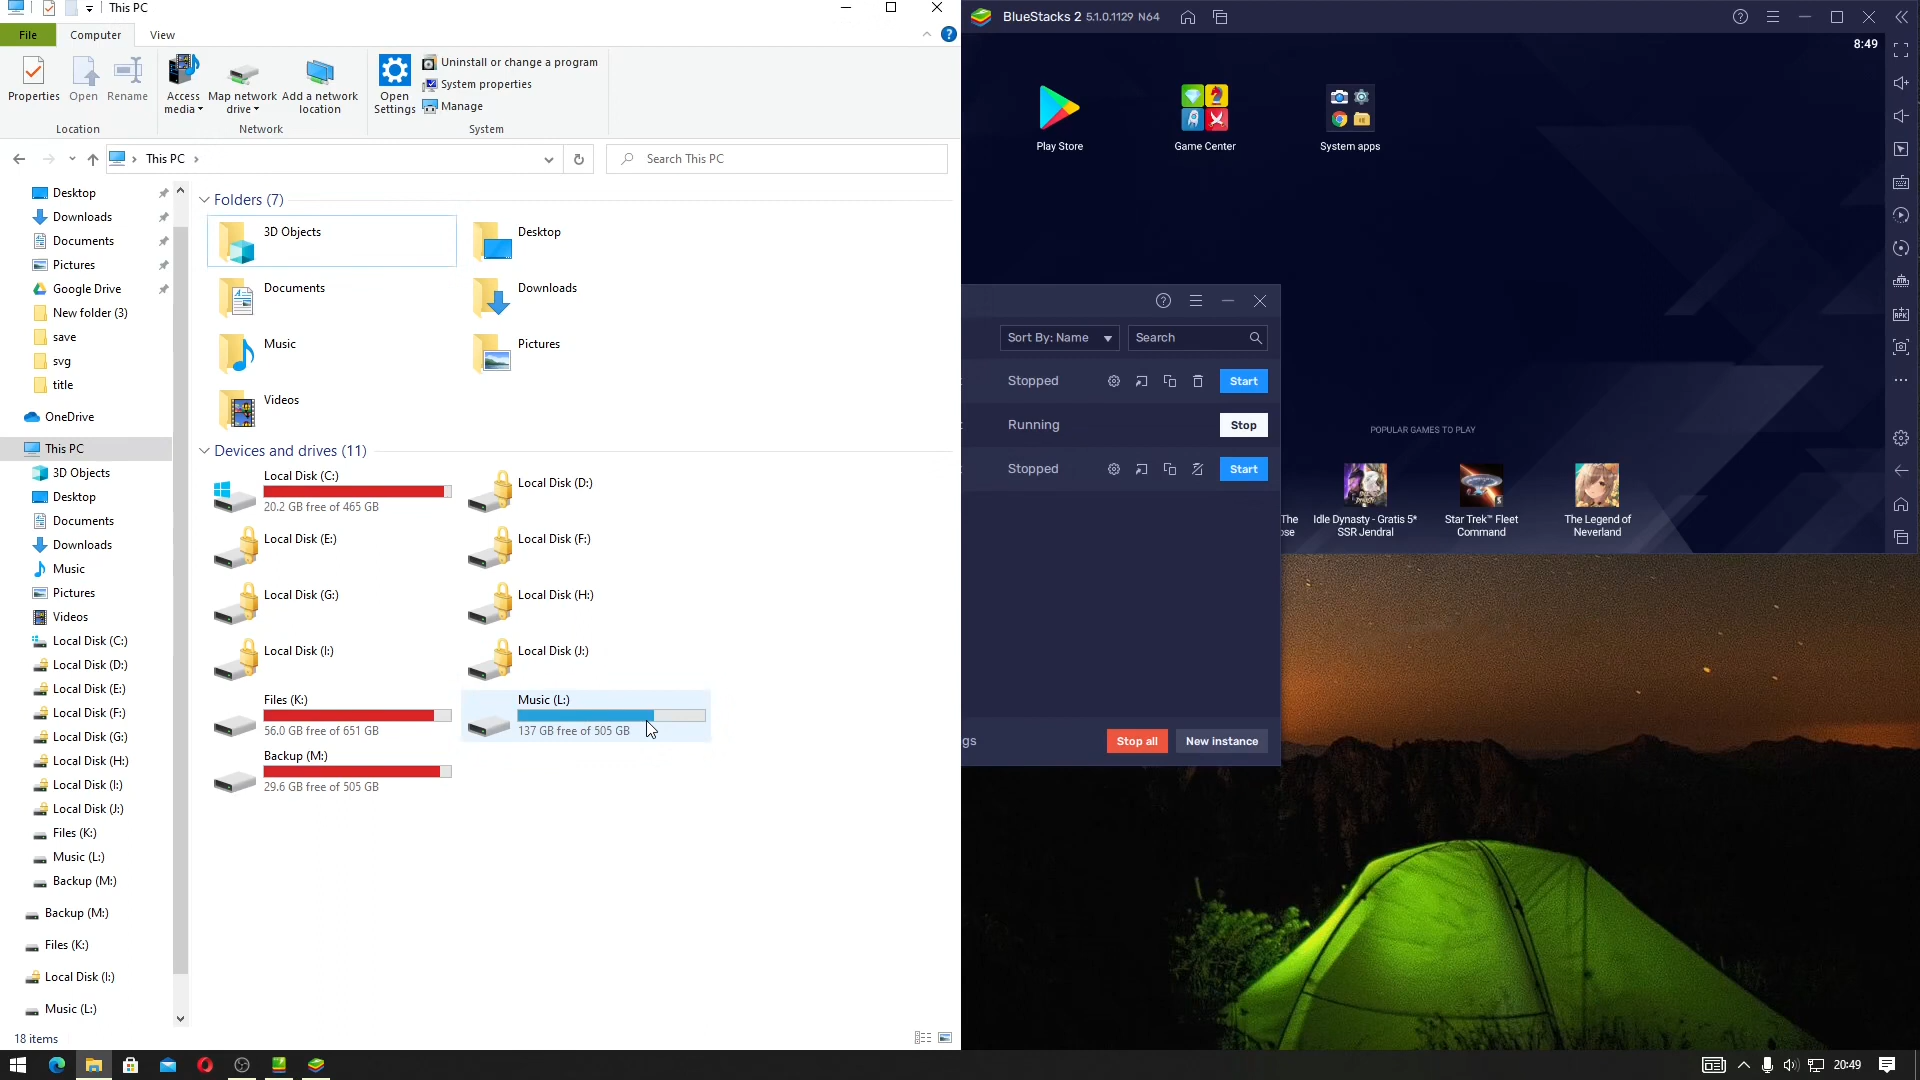 This PC
File
Computer
View
Properties
Open
Rename
Access
media
Map network
drive
Add a network
location
Open
Settings
Uninstall or change a program
System properties
Manage
Location
Network
System
This PC
Search This PC
Desktop
Downloads
Documents
Pictures
Google Drive
New folder (3)
save
svg
title
OneDrive
This PC
3D Objects
Desktop
Documents
Downloads
Music
Pictures
Videos
Local Disk (C:)
Local Disk (D:)
Local Disk (E:)
Local Disk (F:)
Local Disk (G:)
Local Disk (H:)
Local Disk (I:)
Local Disk (J:)
Files (K:)
Music (L:)
Backup (M:)
Backup (M:)
Files (K:)
Local Disk (I:)
Music (L:)
18 items
Folders (7)
3D Objects
Desktop
Documents
Downloads
Music
Pictures
Videos
Devices and drives (11)
Local Disk (C:)
20.2 GB free of 465 GB
Local Disk (D:)
Local Disk (E:)
Local Disk (F:)
Local Disk (G:)
Local Disk (H:)
Local Disk (I:)
Local Disk (J:)
Files (K:)
56.0 GB free of 651 GB
Music (L:)
137 GB free of 505 GB
Backup (M:)
29.6 GB free of 505 GB
BlueStacks 2 5.1.0.1129 N64
8:49
Play Store
Game Center
System apps
Sort By: Name
Search
Stopped
Start
Running
Stop
Stopped
Start
gs
Stop all
New instance
POPULAR GAMES TO PLAY
The
se
Idle Dynasty - Gratis 5*
SSR Jendral
Star Trek™ Fleet
Command
The Legend of
Neverland
APK
20:49